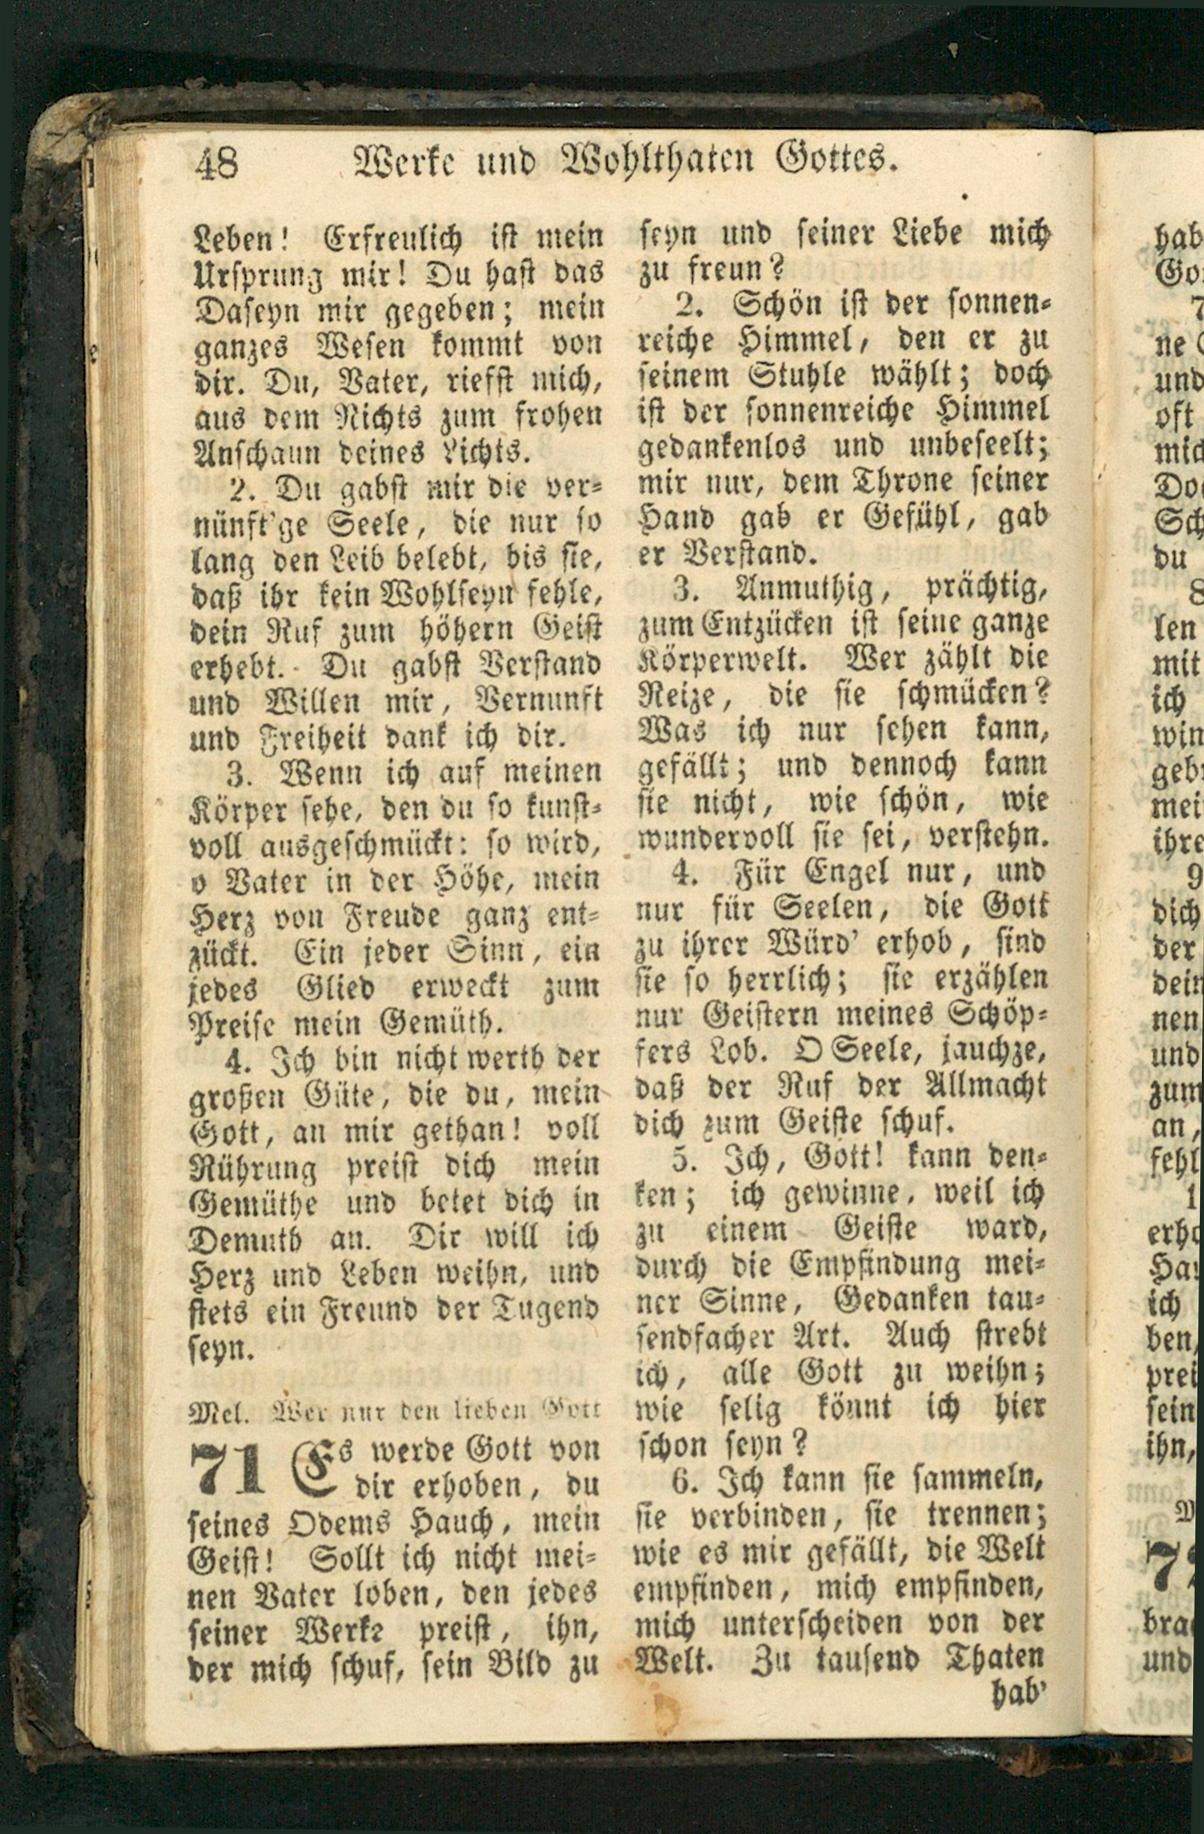 48 Werke und Wohlthaten Gottes.
Leben! Erfreulich ist mein
Ursprung mir! Du hast das
Daseyn mir gegeben; mein
ganzes Wesen kommt von
dir. Du, Vater, riefst mich,
aus dem Nichts zum frohen
Anschaun deines Lichts.
2. Du gabst mir die ver-
nünft'ge Seele, die nur so
lang den Leib belebt, bis sie,
daß ihr kein Wohlseyn fehle,
dein Ruf zum höhern Geist
erhebt. Du gabst Verstand
und Willen mir, Vernunft
und Freiheit dank ich dir.
3. Wenn ich auf meinen
Körper sehe, den du so kunst-
voll ausgeschmückt: so wird,
o Vater in der Höhe, mein
Herz von Freude ganz ent-
zückt. Ein jeder Sinn, ein
jedes Glied erweckt zum
Preise mein Gemüth.
4. Ich bin nicht werth der
großen Güte, die du, mein
Gott, an mir gethan! voll
Rührung preist dich mein
Gemüthe und betet dich in
Demuth an. Dir will ich
Herz und Leben weihn, und
stets ein Freund der Tugend
seyn.
Mel. Wer nur den lieben Gott
71 Es werde Gott von
dir erhoben, du
seines Odems Hauch, mein
Geist! Sollt ich nicht mei-
nen Vater loben, den jedes
seiner Werke preist, ihn,
der mich schuf, sein Bild zu
seyn und seiner Liebe mich
zu freun?
2. Schön ist der sonnen-
reiche Himmel, den er zu
seinem Stuhle wählt; doch
ist der sonnenreiche Himmel
gedankenlos und unbeseelt;
mir nur, dem Throne seiner
Hand gab er Gefühl, gab
er Verstand.
3. Anmuthig, prächtig,
zum Entzücken ist seine ganze
Körperwelt. Wer zählt die
Reize, die sie schmücken?
Was ich nur sehen kann,
gefällt; und dennoch kann
sie nicht, wie schön, wie
wundervoll sie sei, verstehn.
4. Für Engel nur, und
nur für Seelen, die Gott
zu ihrer Würd' erhob, sind
sie so herrlich; sie erzählen
nur Geistern meines Schöp-
fers Lob. O Seele, jauchze,
daß der Ruf der Allmacht
dich zum Geiste schuf.
5. Ich, Gott! kann den-
ken; ich gewinne, weil ich
zu einem Geiste ward,
durch die Empfindung mei-
ner Sinne, Gedanken tau-
sendfacher Art. Auch strebt
ich, alle Gott zu weihn;
wie selig könnt ich hier
schon seyn?
6. Ich kann sie sammeln,
sie verbinden, sie trennen;
wie es mir gefällt, die Welt
empfinden, mich empfinden,
mich unterscheiden von der
Welt. Zu tausend Thaten
hab'